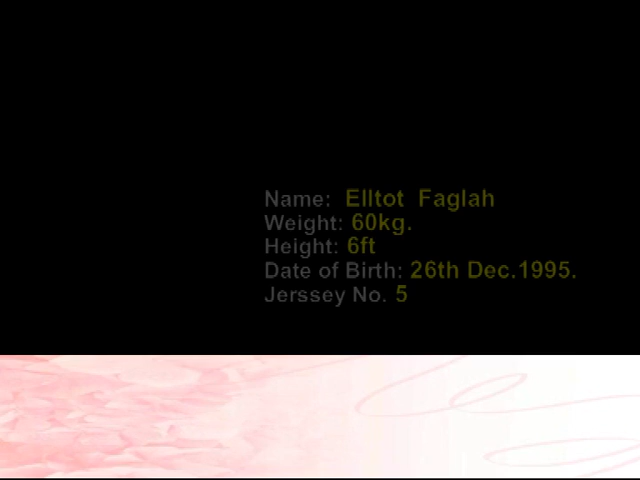 Name: Elltot Faglah
Weight: 60kg.
Height: 6ft
Date of Birth: 26th Dec.1995.
Jerssey No. 5